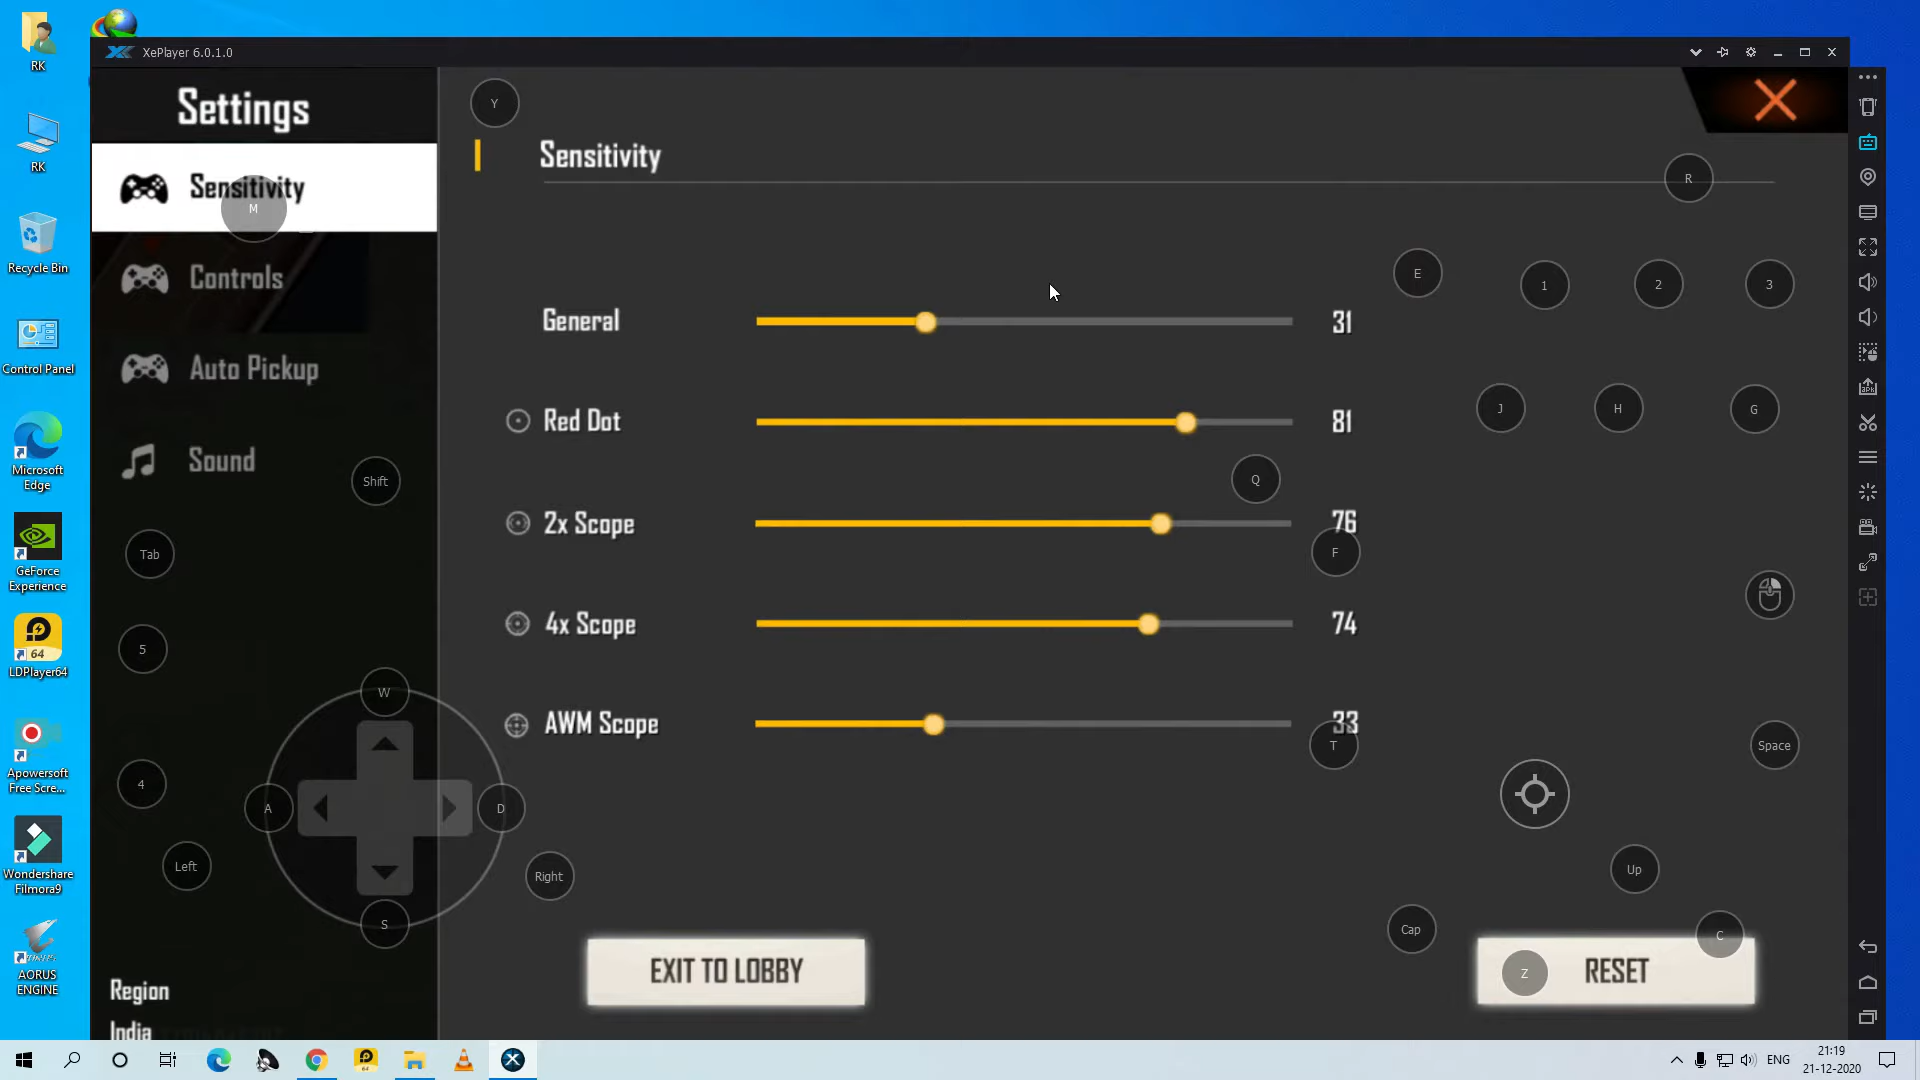 RK
RK
Recycle Bin
Control Panel
Microsoft
Edge
GeForce
Experience
64
LDPlayer64
Apowersoft
Free Scre...
Wondershare
Filmora9
AORUS
ENGINE
XePlayer 6.0.1.0
Settings
Sensitivity
M
Controls
Auto Pickup
Sound
Shift
Tab
5
W
4
A
D
Left
Right
S
Region
India
Y
Sensitivity
R
E
1
2
3
General
31
J
H
G
Red Dot
81
Q
2x Scope
76
F
4x Scope
74
AWM Scope
33
T
Space
Up
Cap
C
EXIT TO LOBBY
Z
RESET
apk
64
ENG
21:19
21-12-2020